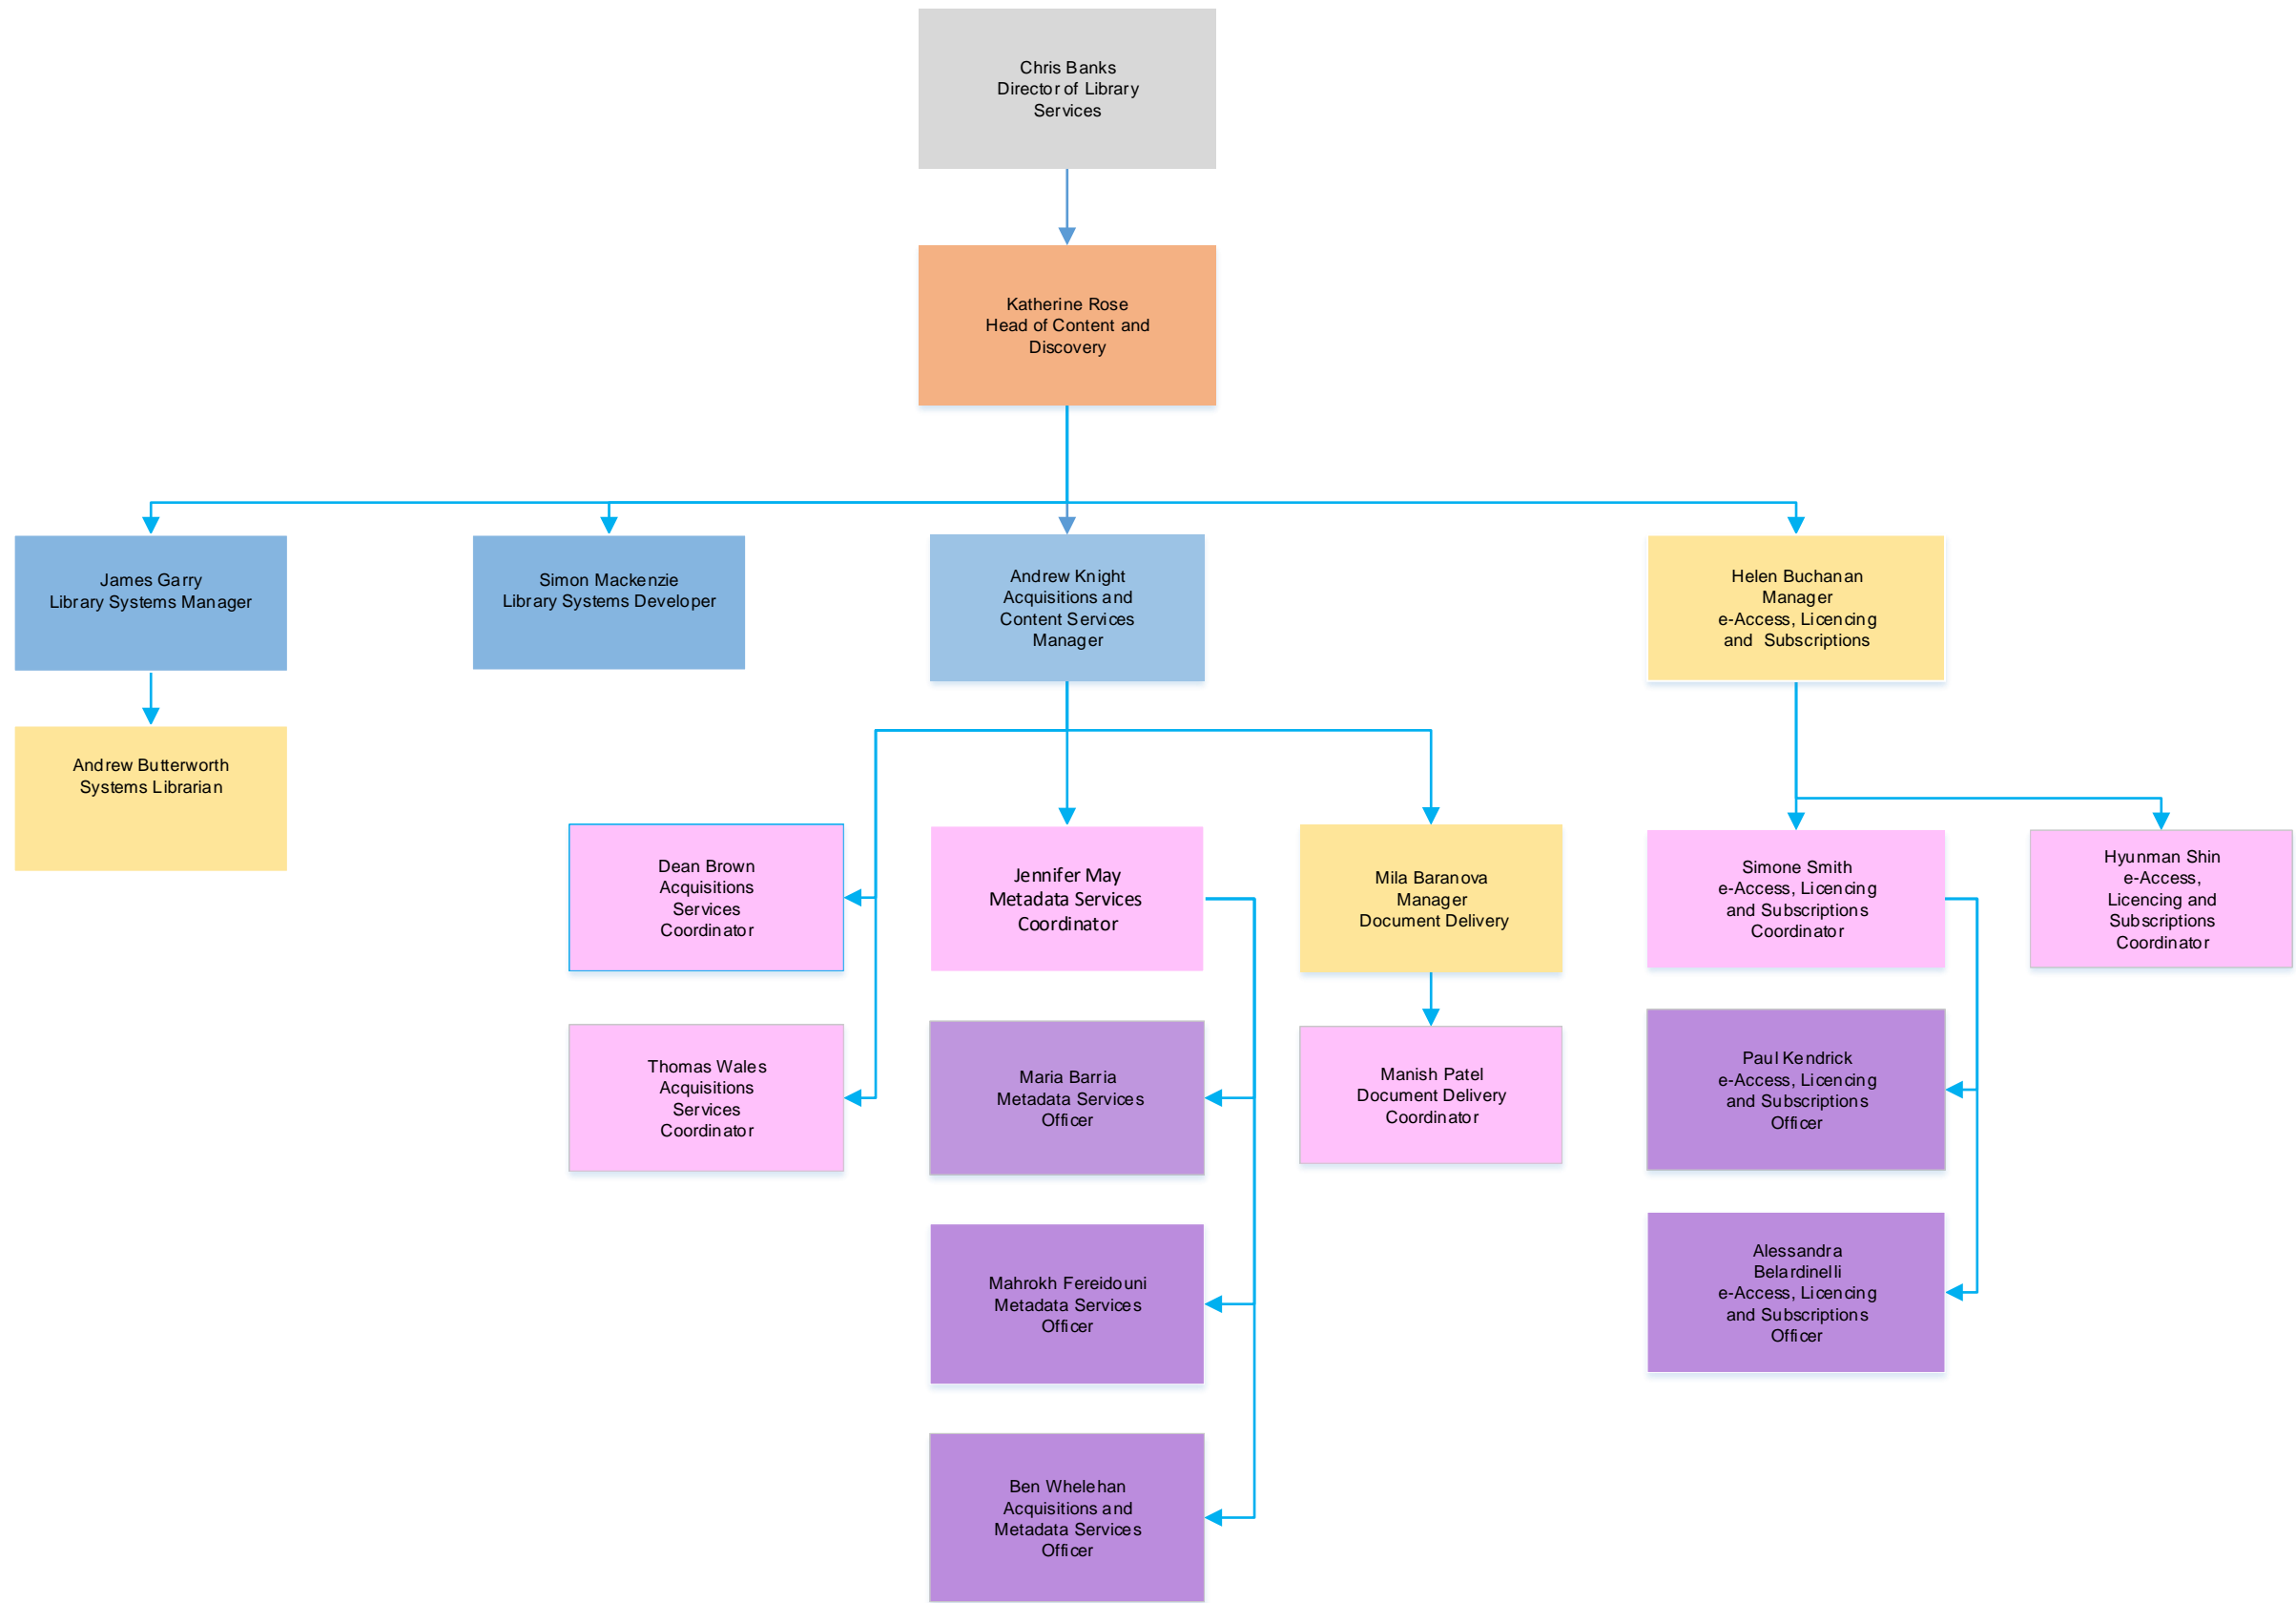 Chris Banks
Director of Library
Services
Katherine Rose
Head of Content and
Discovery
James Garry
Library Systems Manager
Simon Mackenzie
Library Systems Developer
Andrew Knight
Acquisitions and
Content Services
Manager
Helen Buchanan
Manager
e-Access, Licencing
and Subscriptions
Andrew Butterworth
Systems Librarian
Dean Brown
Acquisitions
Services
Coordinator
Jennifer May
Metadata Services
Coordinator
Mila Baranova
Manager
Document Delivery
Simone Smith
e-Access, Licencing
and Subscriptions
Coordinator
Hyunman Shin
e-Access,
Licencing and
Subscriptions
Coordinator
Thomas Wales
Acquisitions
Services
Coordinator
Maria Barria
Metadata Services
Officer
Manish Patel
Document Delivery
Coordinator
Paul Kendrick
e-Access, Licencing
and Subscriptions
Officer
Mahrokh Fereidouni
Metadata Services
Officer
Alessandra
Belardinelli
e-Access, Licencing
and Subscriptions
Officer
Ben Whelehan
Acquisitions and
Metadata Services
Officer